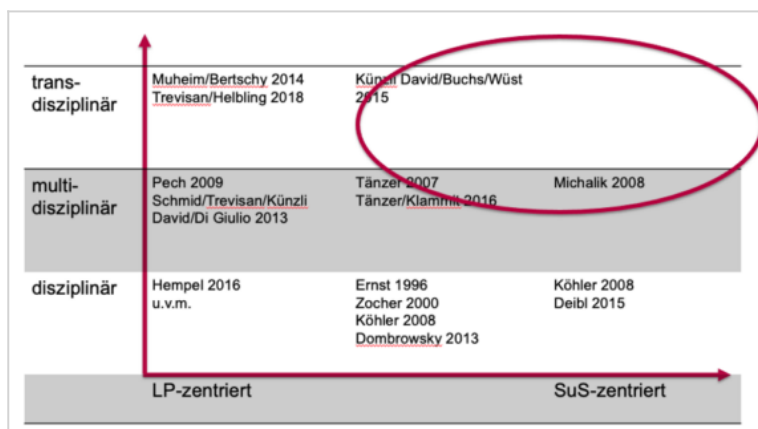 trans-
disziplinär
Muheim/Bertschy 2014
Trevisan/Helbling 2018
Künzli David/Buchs/Wüst
2015
multi-
disziplinär
Pech 2009
Schmid/Trevisan/Künzli
David/Di Giulio 2013
Tänzer 2007
Tänzer/Klammit 2016
Michalik 2008
disziplinär
Hempel 2016
u.v.m.
Ernst 1996
Zocher 2000
Köhler 2008
Dombrowsky 2013
Köhler 2008
Deibl 2015
LP-zentriert
SuS-zentriert